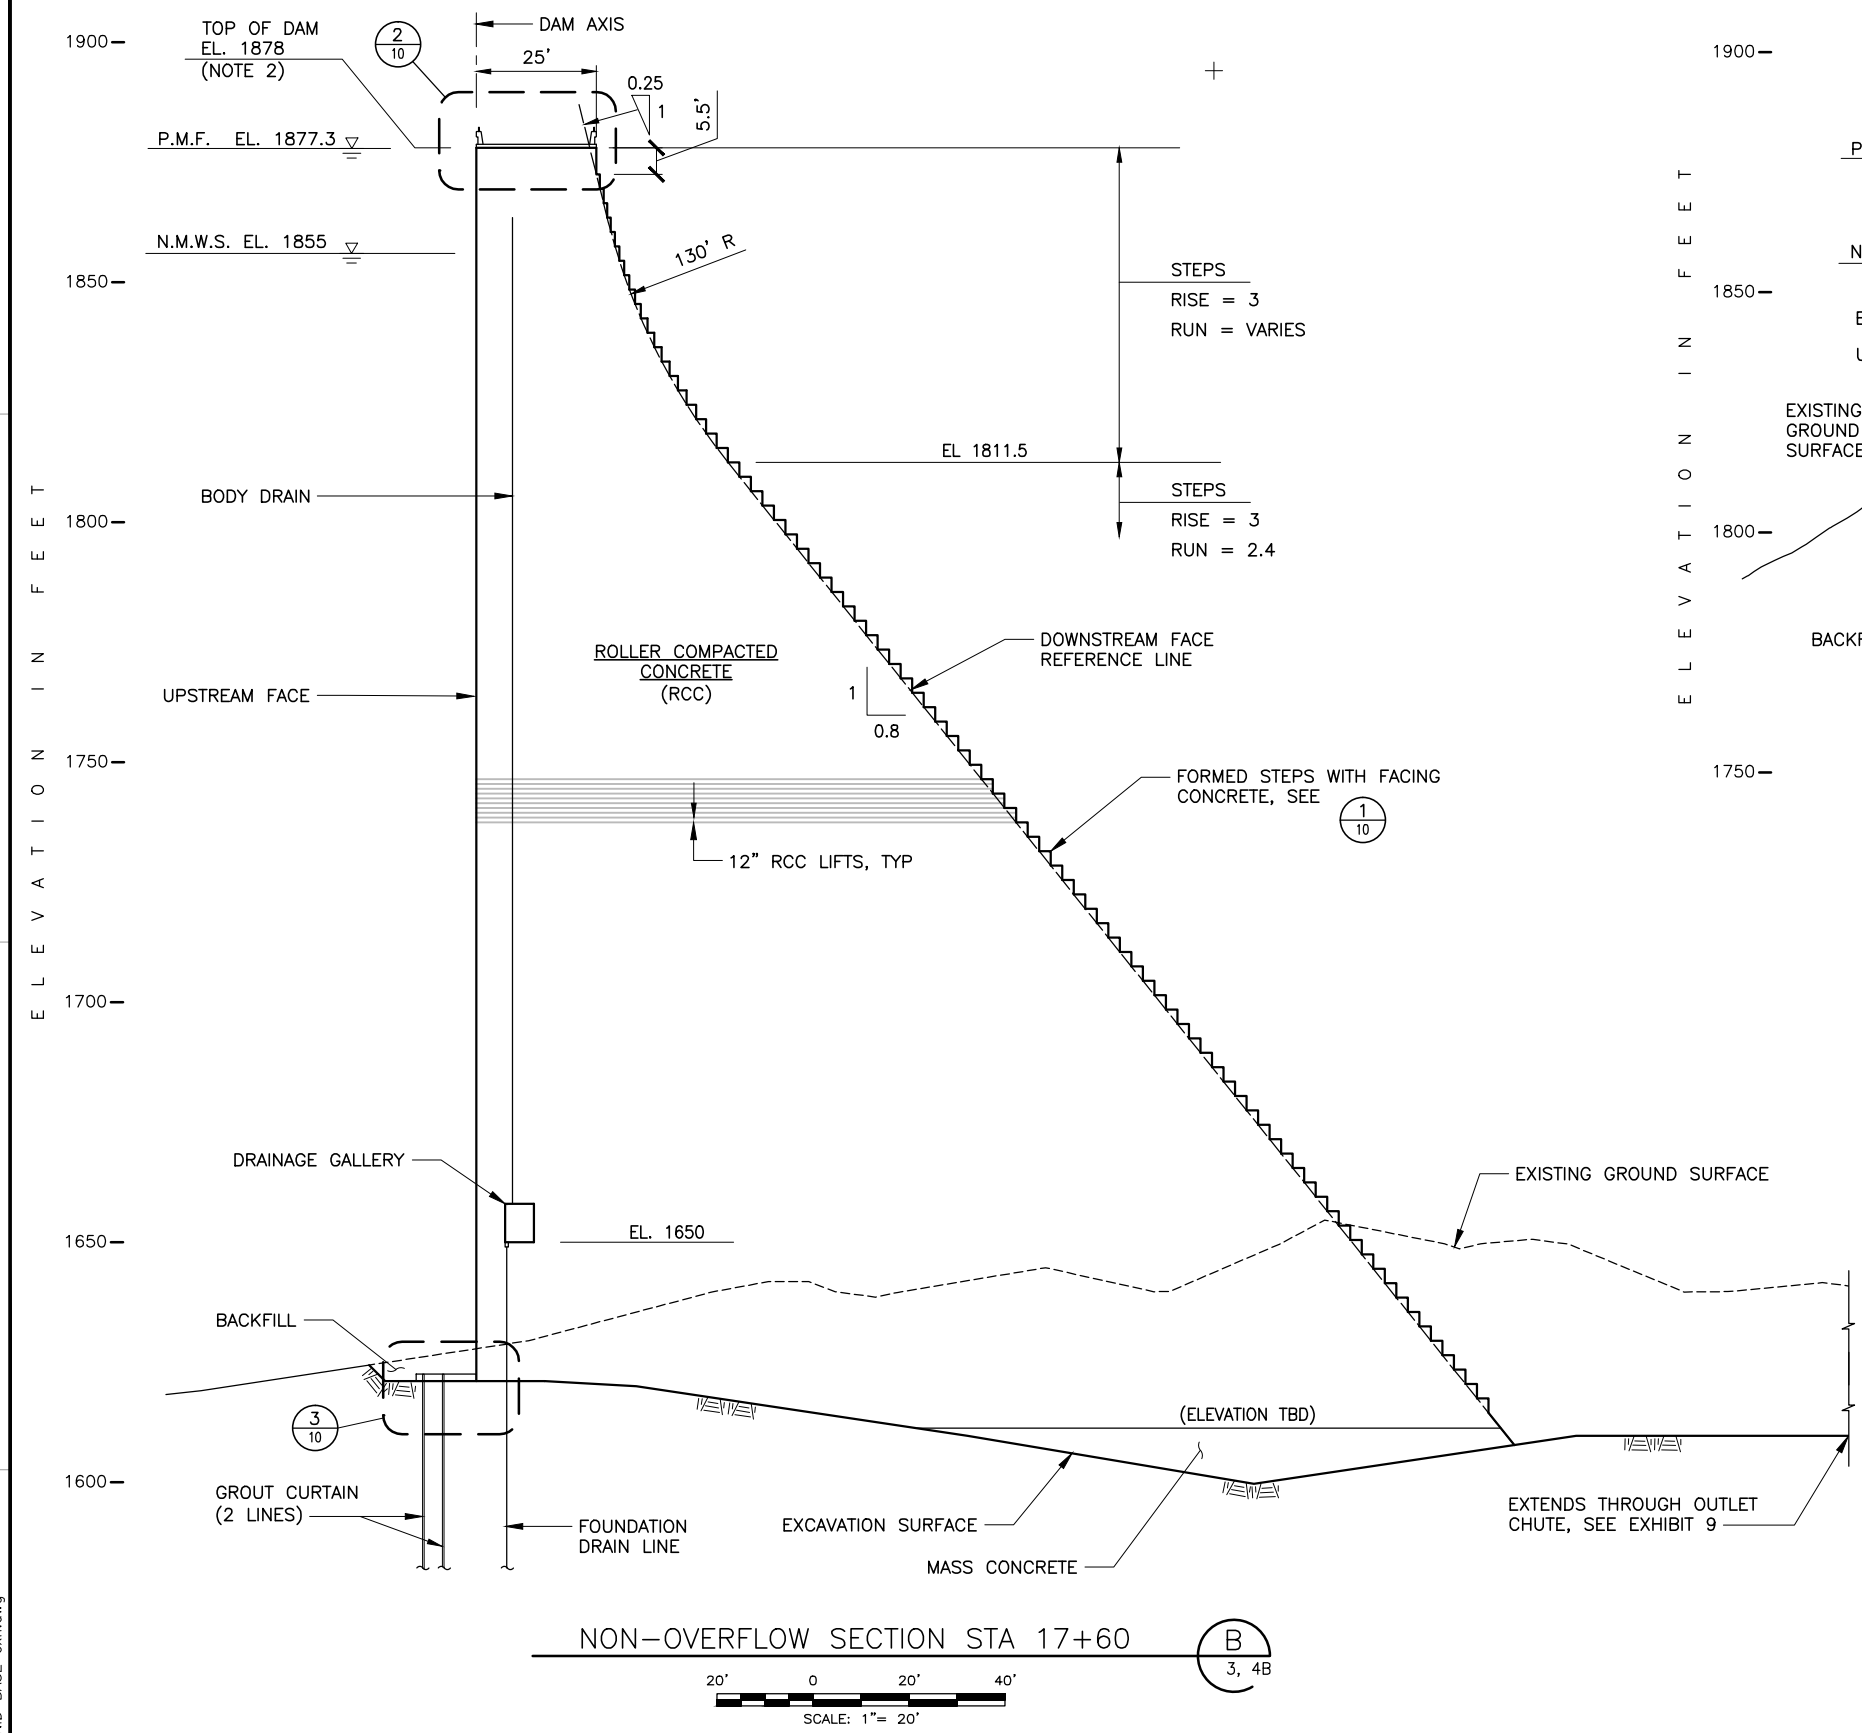 DAM AXIS
TOP OF DAM
EL. 1878
(NOTE 2)
2
10
25'
0.25
1
5.5'
P.M.F. EL. 1877.3
N.M.W.S. EL. 1855
130' R
STEPS
RISE = 3
RUN = VARIES
EL 1811.5
STEPS
RISE = 3
RUN = 2.4
BODY DRAIN
ROLLER COMPACTED
CONCRETE
(RCC)
UPSTREAM FACE
DOWNSTREAM FACE
REFERENCE LINE
1
0.8
FORMED STEPS WITH FACING
CONCRETE, SEE
1
10
12" RCC LIFTS, TYP
DRAINAGE GALLERY
EL. 1650
EXISTING GROUND SURFACE
BACKFILL
3
10
(ELEVATION TBD)
GROUT CURTAIN
(2 LINES)
FOUNDATION
DRAIN LINE
EXCAVATION SURFACE
MASS CONCRETE
EXTENDS THROUGH OUTLET
CHUTE, SEE EXHIBIT 9
ELEVATION IN FEET
1900
1850
1800
1750
1700
1650
1600
NON-OVERFLOW SECTION STA 17+60
B
3, 4B
20' 0 20' 40'
SCALE: 1"= 20'
ELEVATION IN FEET
1900
1850
1800
1750
P
N
EXISTING
GROUND
SURFACE